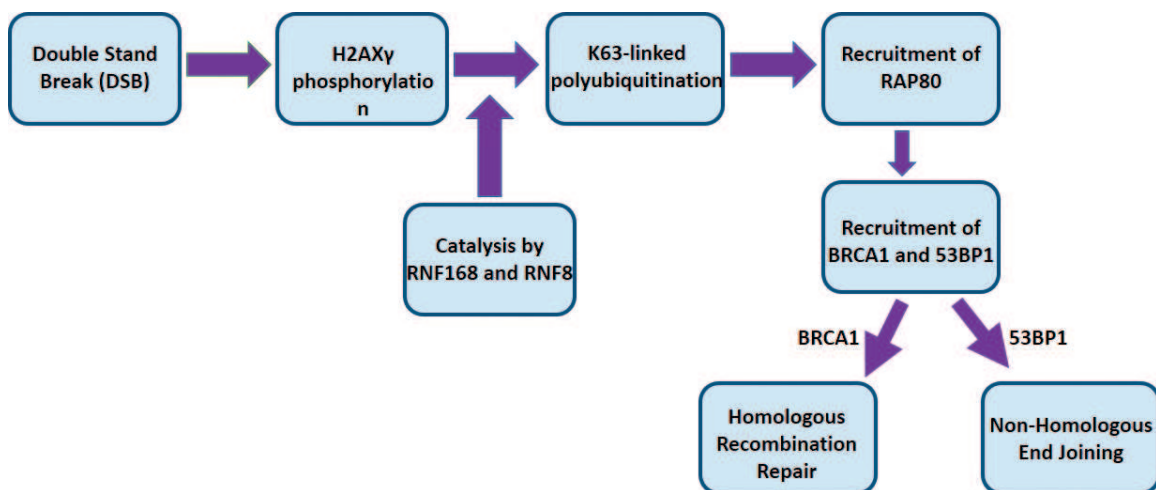 Double Stand
Break (DSB)
H2AXγ
phosphorylatio
n
K63-linked
polyubiquitination
Recruitment of
RAP80
Catalysis by
RNF168 and RNF8
Recruitment of
BRCA1 and 53BP1
BRCA1
53BP1
Homologous
Recombination
Repair
Non-Homologous
End Joining